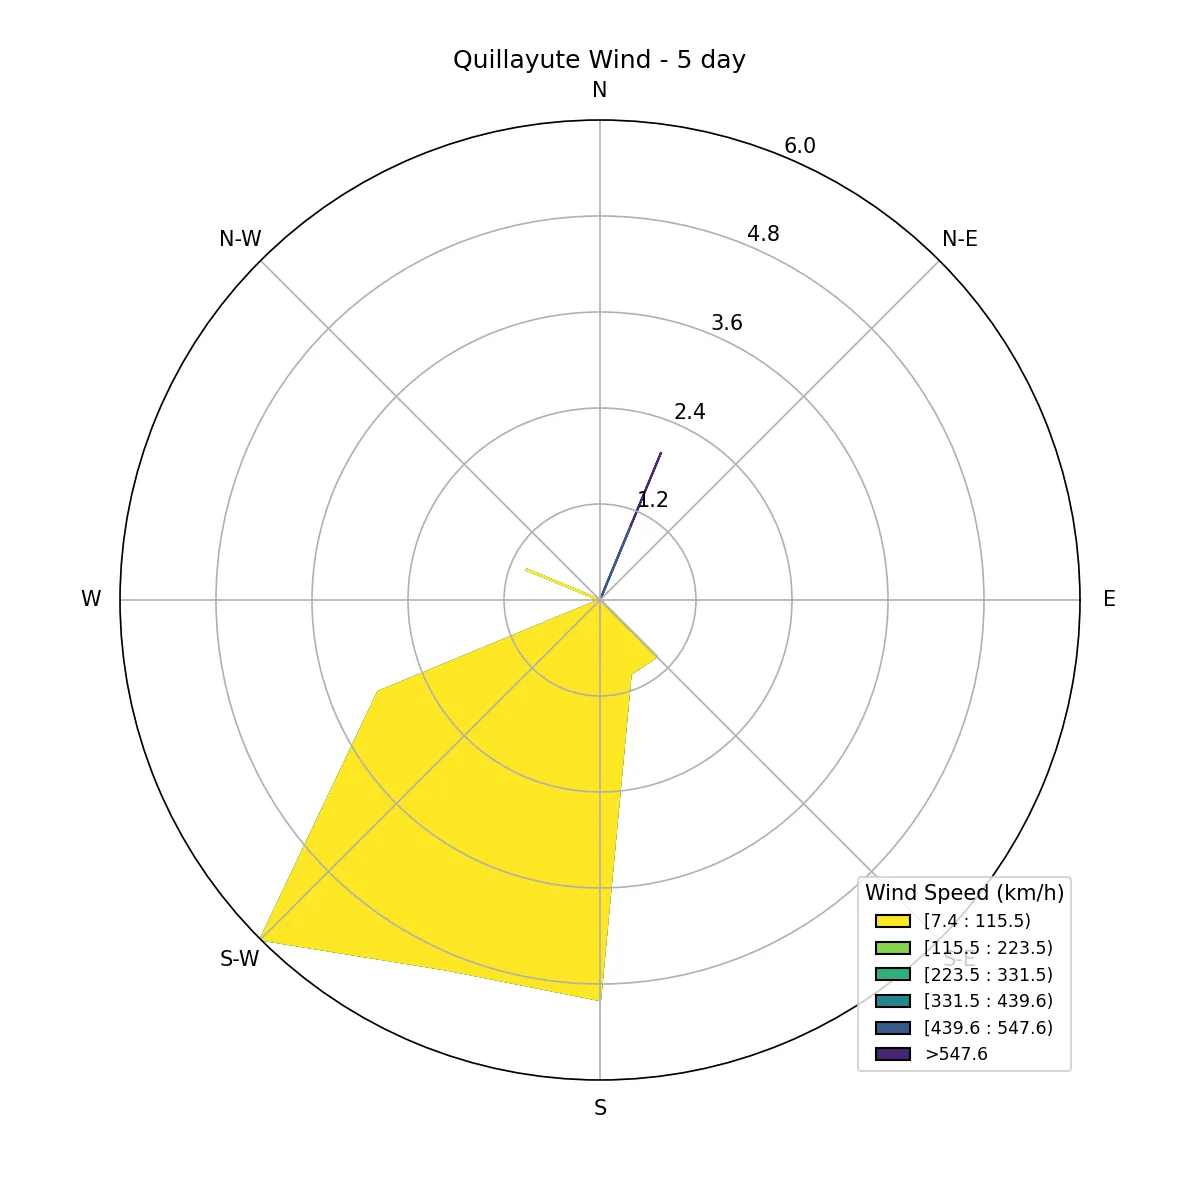 Quillayute Wind - 5 day
N
6.0
4.8
N-W
N-E
3.6
2.4
1.2
W
E
Wind Speed (km/h)
[7.4 : 115.5)
[115.5 : 223.5)
S-W
S-E
[223.5 : 331.5)
[331.5 : 439.6)
[439.6 : 547.6)
>547.6
S